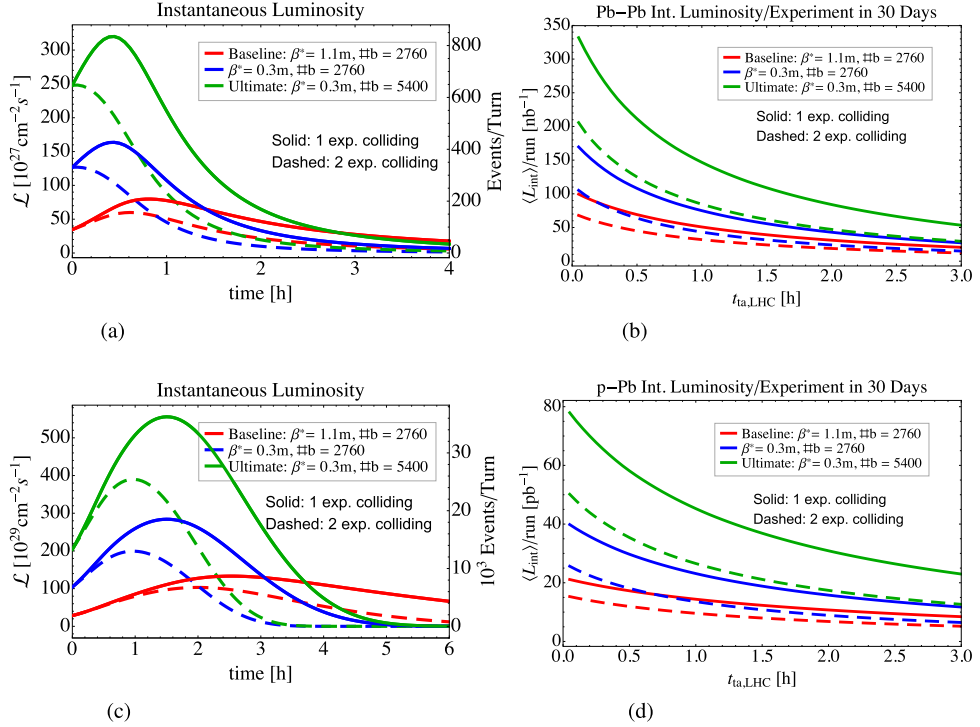 Instantaneous Luminosity
350
300
250
200
150
100
50
0
ℒ [10²⁷cm⁻²s⁻¹]
Baseline: β*= 1.1m, ♯b = 2760
β*= 0.3m, ♯b = 2760
Ultimate: β*= 0.3m, ♯b = 5400
Solid: 1 exp. colliding
Dashed: 2 exp. colliding
800
600
400
200
0
Events/Turn
0 1 2 3 4
time [h]
(a)
Pb−Pb Int. Luminosity/Experiment in 30 Days
350
300
250
200
150
100
50
0
⟨L_int⟩/run [nb⁻¹]
Baseline: β*= 1.1m, ♯b = 2760
β*= 0.3m, ♯b = 2760
Ultimate: β*= 0.3m, ♯b = 5400
Solid: 1 exp. colliding
Dashed: 2 exp. colliding
0.0 0.5 1.0 1.5 2.0 2.5 3.0
t_ta,LHC [h]
(b)
Instantaneous Luminosity
500
400
300
200
100
0
ℒ [10²⁹cm⁻²s⁻¹]
Baseline: β*= 1.1m, ♯b = 2760
β*= 0.3m, ♯b = 2760
Ultimate: β*= 0.3m, ♯b = 5400
Solid: 1 exp. colliding
Dashed: 2 exp. colliding
30
20
10
0
10³ Events/Turn
0 1 2 3 4 5 6
time [h]
(c)
p−Pb Int. Luminosity/Experiment in 30 Days
80
60
40
20
0
⟨L_int⟩/run [pb⁻¹]
Baseline: β*= 1.1m, ♯b = 2760
β*= 0.3m, ♯b = 2760
Ultimate: β*= 0.3m, ♯b = 5400
Solid: 1 exp. colliding
Dashed: 2 exp. colliding
0.0 0.5 1.0 1.5 2.0 2.5 3.0
t_ta,LHC [h]
(d)